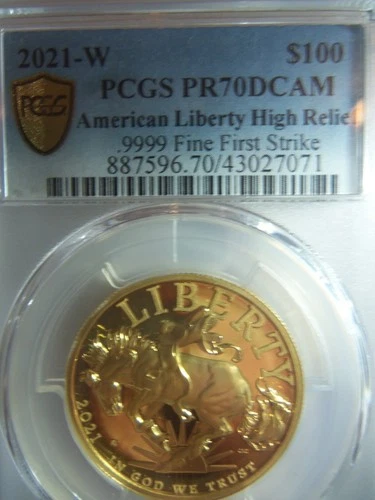 2021-W $100
PCGS PR70DCAM
PCGS American Liberty High Relief
.9999 Fine First Strike
887596.70/43027071
LIBERTY
2021 IN GOD WE TRUST